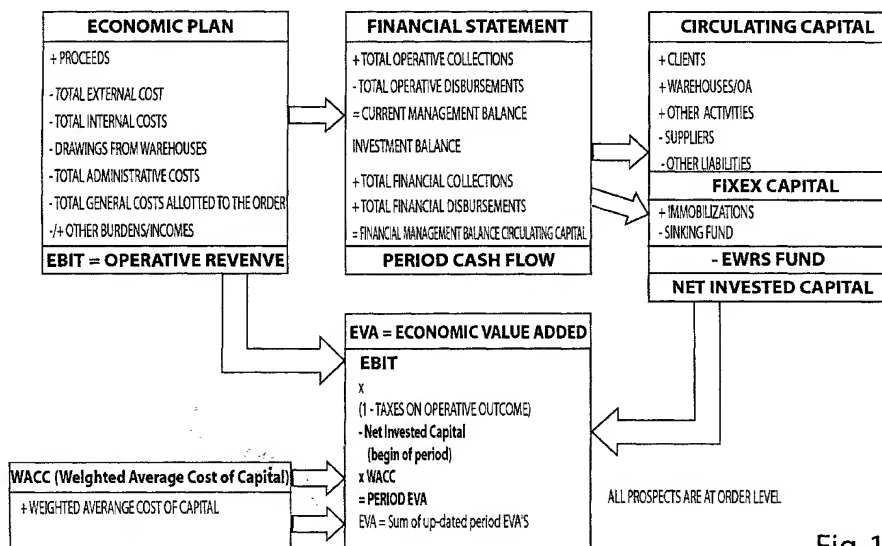 ECONOMIC PLAN
+ PROCEEDS
- TOTAL EXTERNAL COST
- TOTAL INTERNAL COSTS
- DRAWINGS FROM WAREHOUSES
- TOTAL ADMINISTRATIVE COSTS
- TOTAL GENERAL COSTS ALLOTTED TO THE ORDER
-/+ OTHER BURDENS/INCOMES
EBIT = OPERATIVE REVENVE
FINANCIAL STATEMENT
+ TOTAL OPERATIVE COLLECTIONS
- TOTAL OPERATIVE DISBURSEMENTS
= CURRENT MANAGEMENT BALANCE
INVESTMENT BALANCE
+ TOTAL FINANCIAL COLLECTIONS
+ TOTAL FINANCIAL DISBURSEMENTS
= FINANCIAL MANAGEMENT BALANCE CIRCULATING CAPITAL
PERIOD CASH FLOW
CIRCULATING CAPITAL
+ CLIENTS
+ WAREHOUSES/OA
+ OTHER ACTIVITIES
- SUPPLIERS
- OTHER LIABILITIES
FIXEX CAPITAL
+ IMMOBILIZATIONS
- SINKING FUND
- EWRS FUND
NET INVESTED CAPITAL
EVA = ECONOMIC VALUE ADDED
EBIT
x
(1 - TAXES ON OPERATIVE OUTCOME)
- Net Invested Capital
(begin of period)
x WACC
= PERIOD EVA
EVA = Sum of up-dated period EVA'S
WACC (Weighted Average Cost of Capital)
+ WEIGHTED AVERANGE COST OF CAPITAL
ALL PROSPECTS ARE AT ORDER LEVEL
Fig. 1